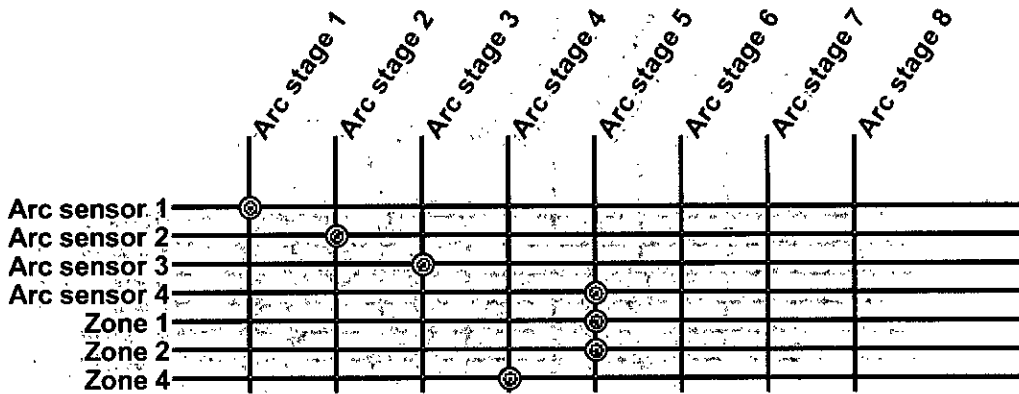 Arc stage 1
Arc stage 2
Arc stage 3
Arc stage 4
Arc stage 5
Arc stage 6
Arc stage 7
Arc stage 8
Arc sensor 1
Arc sensor 2
Arc sensor 3
Arc sensor 4
Zone 1
Zone 2
Zone 4